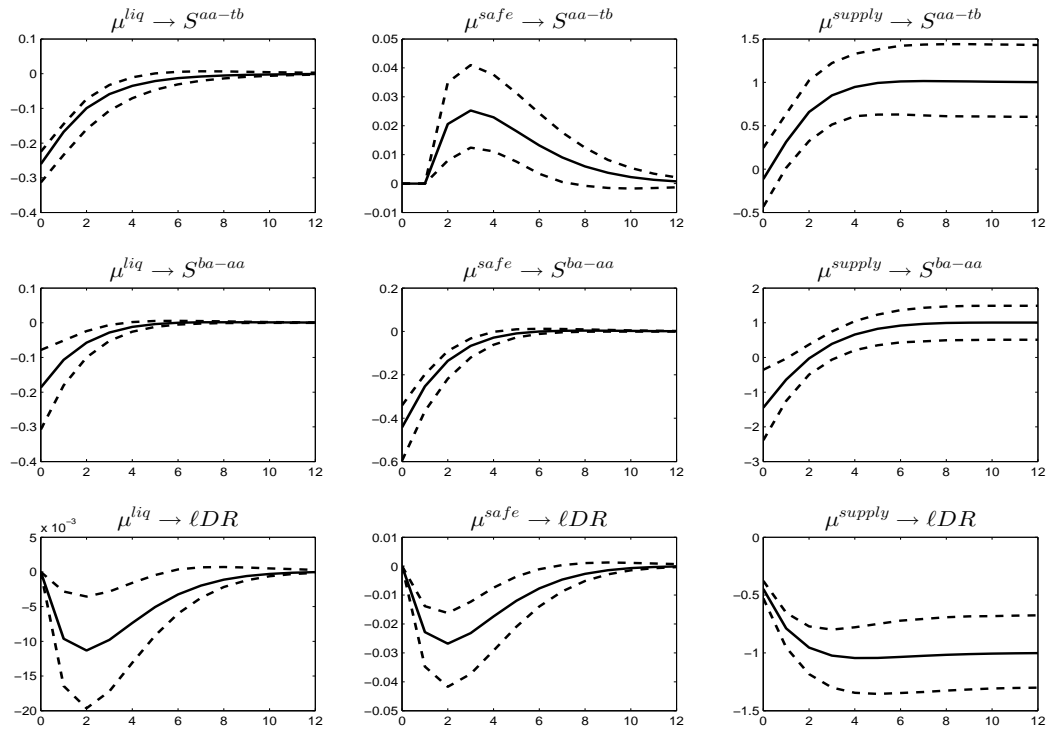 μ^{liq} → S^{aa−tb}
0.1
0
−0.1
−0.2
−0.3
−0.4
0 2 4 6 8 10 12
μ^{safe} → S^{aa−tb}
0.05
0.04
0.03
0.02
0.01
0
−0.01
0 2 4 6 8 10 12
μ^{supply} → S^{aa−tb}
1.5
1
0.5
0
−0.5
0 2 4 6 8 10 12
μ^{liq} → S^{ba−aa}
0.1
0
−0.1
−0.2
−0.3
−0.4
0 2 4 6 8 10 12
μ^{safe} → S^{ba−aa}
0.2
0
−0.2
−0.4
−0.6
0 2 4 6 8 10 12
μ^{supply} → S^{ba−aa}
2
1
0
−1
−2
−3
0 2 4 6 8 10 12
μ^{liq} → ℓDR
x 10^{−3}
5
0
−5
−10
−15
−20
0 2 4 6 8 10 12
μ^{safe} → ℓDR
0.01
0
−0.01
−0.02
−0.03
−0.04
−0.05
0 2 4 6 8 10 12
μ^{supply} → ℓDR
0
−0.5
−1
−1.5
0 2 4 6 8 10 12